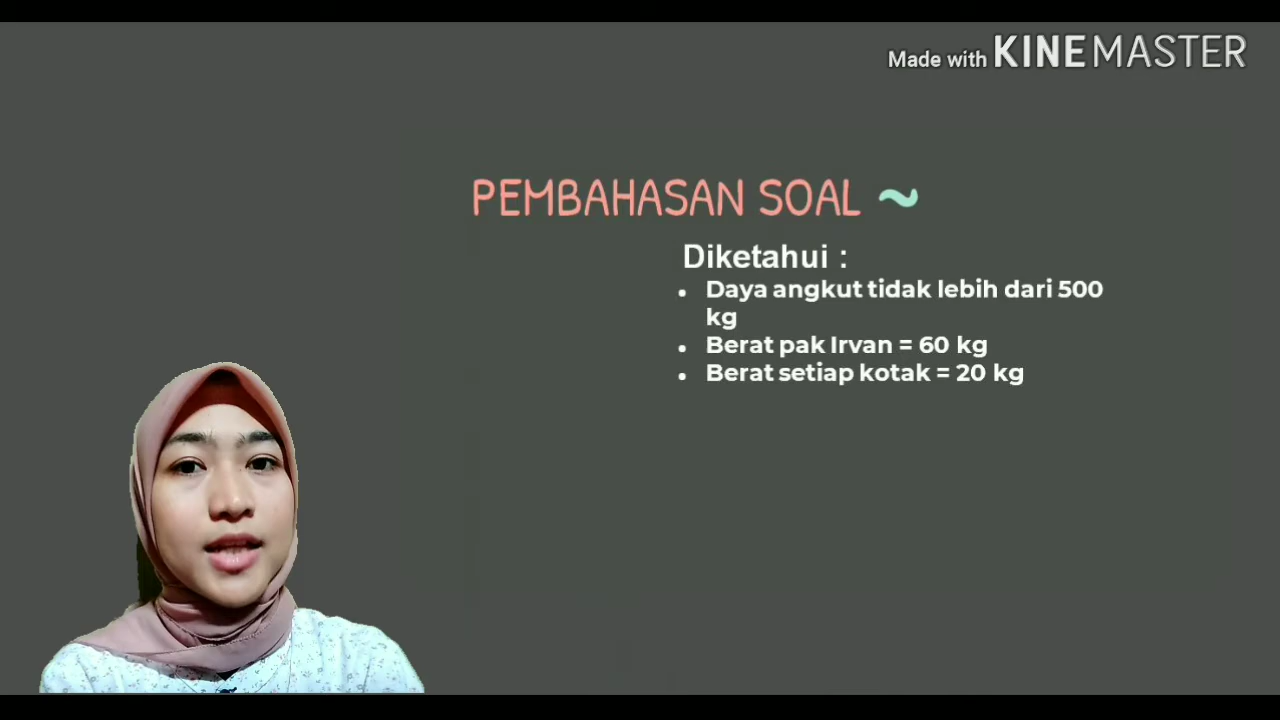 Made with KINEMASTER
PEMBAHASAN SOAL ~
Diketahui :
• Daya angkut tidak lebih dari 500
kg
• Berat pak Irvan = 60 kg
• Berat setiap kotak = 20 kg